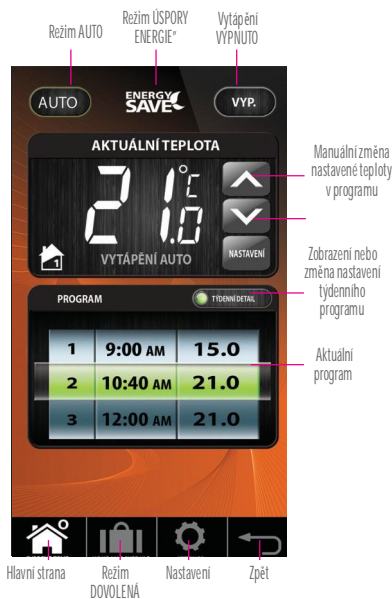 Režim AUTO
Režim ÚSPORY
ENERGIE"
Vytápění
VYPNUTO
AUTO
ENERGY
SAVE
VYP.
AKTUÁLNÍ TEPLOTA
21.0°C
VYTÁPĚNÍ AUTO
1
NASTAVENÍ
Manuální změna
nastavené teploty
v programu
Zobrazení nebo
změna nastavení
týdenního
programu
PROGRAM
TÝDENNÍ DETAIL
1 9:00 AM 15.0
2 10:40 AM 21.0
3 12:00 AM 21.0
Aktuální
program
Hlavní strana
Režim
DOVOLENÁ
Nastavení
Zpět